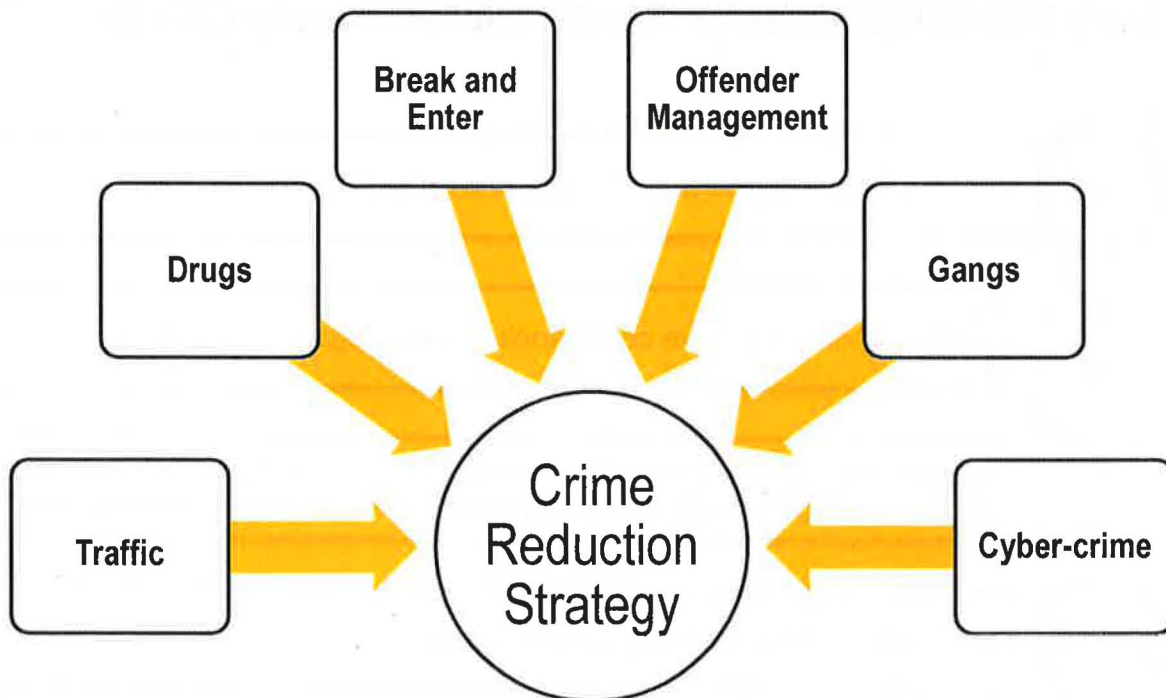 Break and
Enter
Offender
Management
Drugs
Gangs
Traffic
Crime
Reduction
Strategy
Cyber-crime